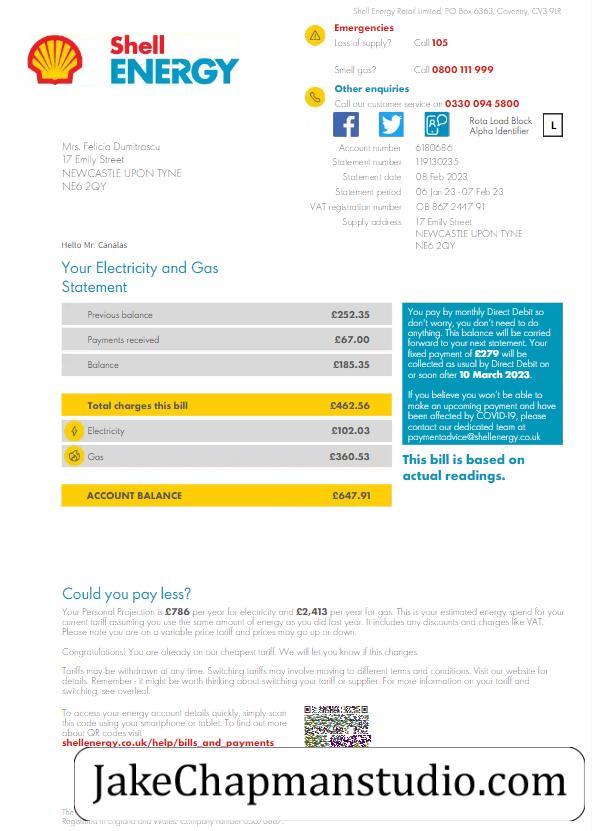 Shell Energy Retail Limited, PO Box 6363, Coventry, CV3 9LR
Shell
ENERGY
Emergencies
Loss of supply? Call 105
Smell gas? Call 0800 111 999
Other enquiries
Call our customer service on 0330 094 5800
Rota Load Block
Alpha Identifier
L
Mrs. Felicia Dumitrascu
17 Emily Street
NEWCASTLE UPON TYNE
NE6 2QY
Account number 6180686
Statement number 119130235
Statement date 08 Feb 2023
Statement period 06 Jan 23 - 07 Feb 23
VAT registration number GB 867 2447 91
Supply address 17 Emily Street
NEWCASTLE UPON TYNE
NE6 2QY
Hello Mr. Canalas
Your Electricity and Gas
Statement
Previous balance £252.35
Payments received £67.00
Balance £185.35
Total charges this bill £462.56
Electricity £102.03
Gas £360.53
ACCOUNT BALANCE £647.91
You pay by monthly Direct Debit so
don't worry, you don't need to do
anything. This balance will be carried
forward to your next statement. Your
fixed payment of £279 will be
collected as usual by Direct Debit on
or soon after 10 March 2023.
If you believe you won't be able to
make an upcoming payment and have
been affected by COVID-19, please
contact our dedicated team at
paymentadvice@shellenergy.co.uk
This bill is based on
actual readings.
Could you pay less?
Your Personal Projection is £786 per year for electricity and £2,413 per year for gas. This is your estimated energy spend for your
current tariff assuming you use the same amount of energy as you did last year. It includes any discounts and charges like VAT.
Please note you are on a variable price tariff and prices may go up or down.
Congratulations! You are already on our cheapest tariff. We will let you know if this changes.
Tariffs may be withdrawn at any time. Switching tariffs may involve moving to different terms and conditions. Visit our website for
details. Remember - it might be worth thinking about switching your tariff or supplier. For more information on your tariff and
switching, see overleaf.
To access your energy account details quickly, simply scan
this code using your smartphone or tablet. To find out more
about QR codes visit
shellenergy.co.uk/help/bills_and_payments
JakeChapmanstudio.com
The